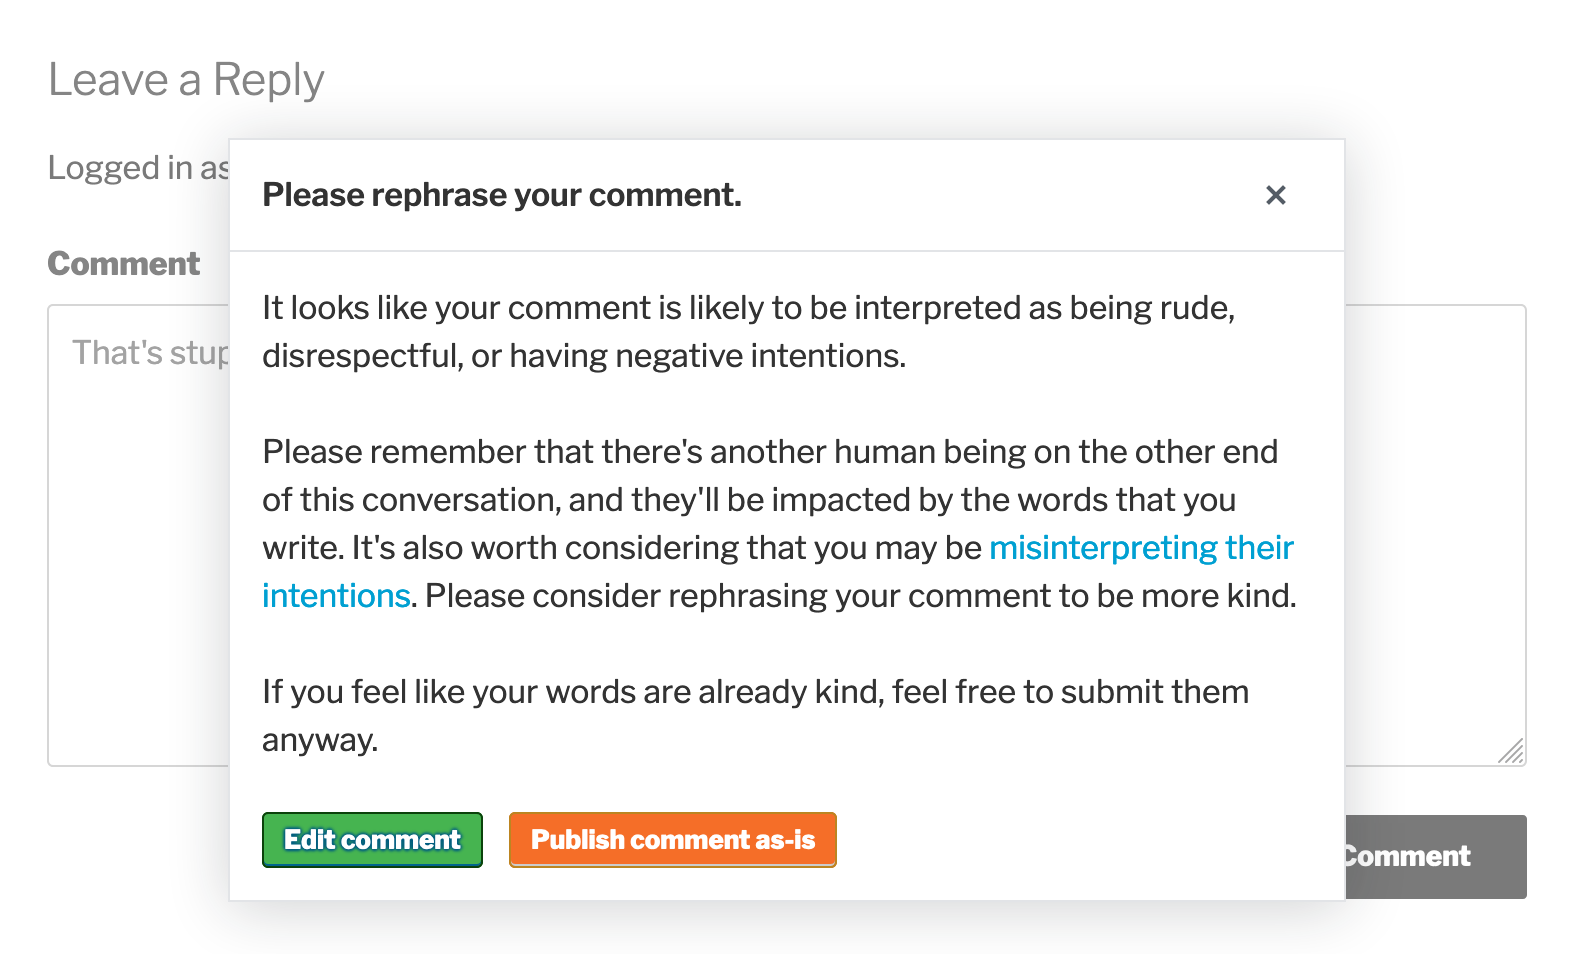 Leave a Reply
Logged in as
Please rephrase your comment.
Comment
It looks like your comment is likely to be interpreted as being rude,
disrespectful, or having negative intentions.
That's
Please remember that there's another human being on the other end
of this conversation, and they'll be impacted by the words that you
write. It's also worth considering that you may be misinterpreting their
intentions. Please consider rephrasing your comment to be more kind.
If you feel like your words are already kind, feel free to submit them
anyway.
Edit comment
Publish comment as-is
Comment